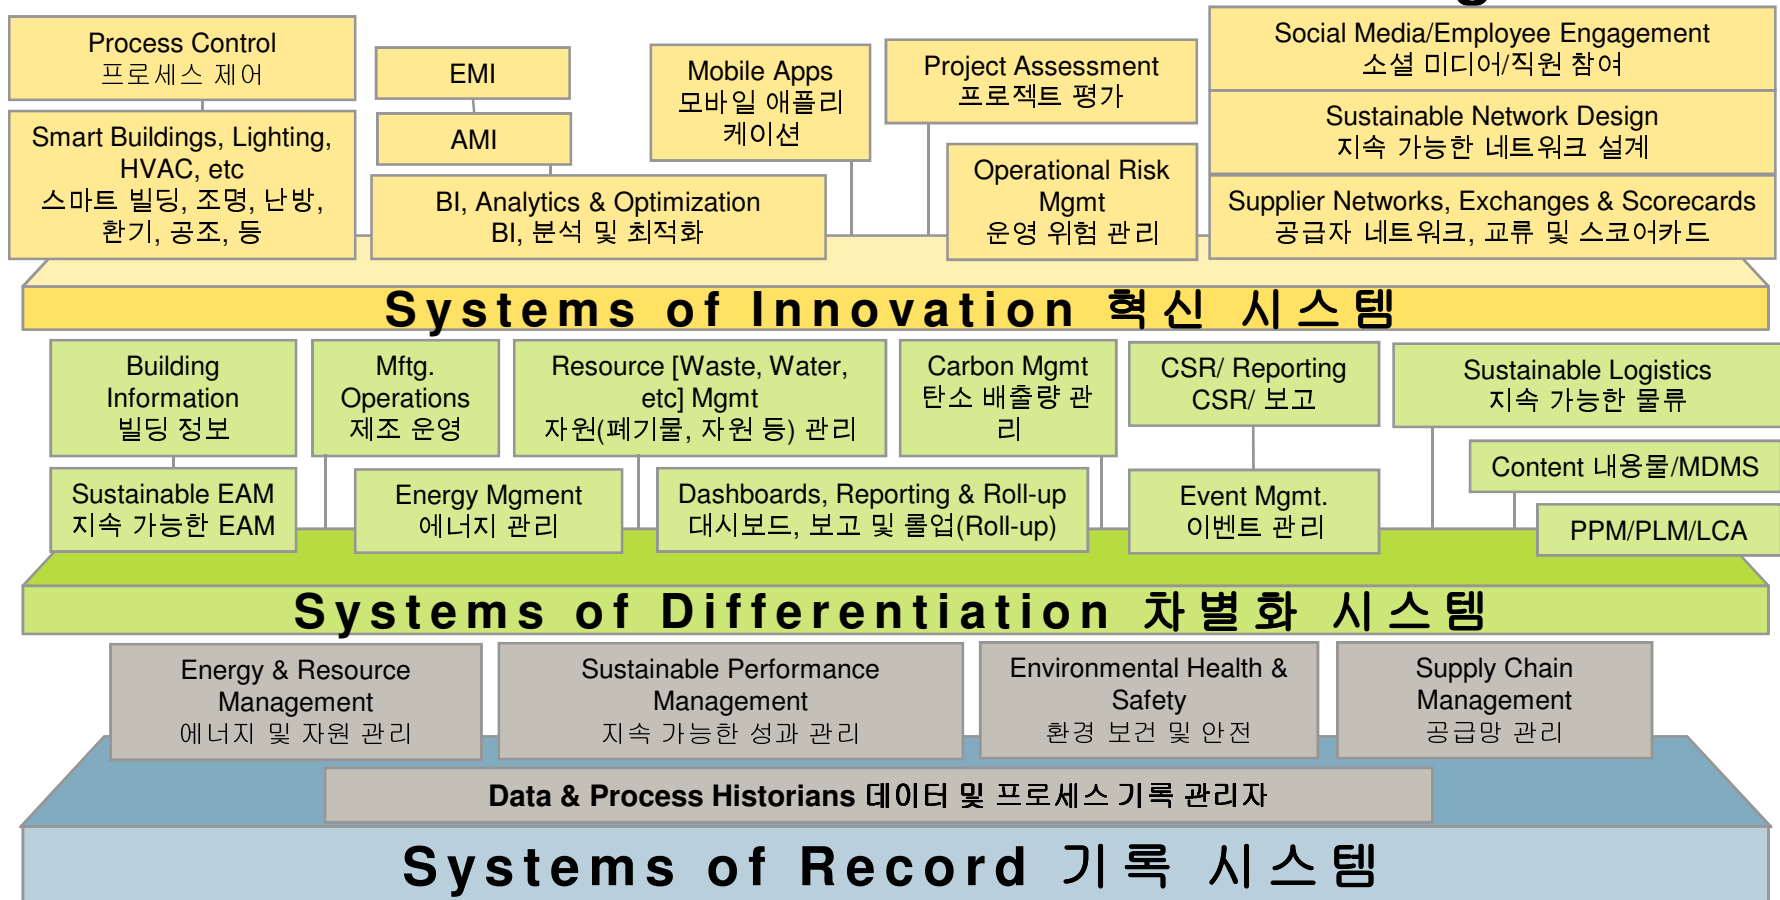 Process Control
프로세스 제어
EMI
AMI
Mobile Apps
모바일 애플리
케이션
Project Assessment
프로젝트 평가
Social Media/Employee Engagement
소셜 미디어/직원 참여
Smart Buildings, Lighting,
HVAC, etc
스마트 빌딩, 조명, 난방,
환기, 공조, 등
BI, Analytics & Optimization
BI, 분석 및 최적화
Operational Risk
Mgmt
운영 위험 관리
Sustainable Network Design
지속 가능한 네트워크 설계
Supplier Networks, Exchanges & Scorecards
공급자 네트워크, 교류 및 스코어카드
Systems of Innovation 혁신 시스템
Building
Information
빌딩 정보
Mftg.
Operations
제조 운영
Resource [Waste, Water,
etc] Mgmt
자원(폐기물, 자원 등) 관리
Carbon Mgmt
탄소 배출량 관
리
CSR/ Reporting
CSR/ 보고
Sustainable Logistics
지속 가능한 물류
Content 내용물/MDMS
Sustainable EAM
지속 가능한 EAM
Energy Mgment
에너지 관리
Dashboards, Reporting & Roll-up
대시보드, 보고 및 롤업(Roll-up)
Event Mgmt.
이벤트 관리
PPM/PLM/LCA
Systems of Differentiation 차별화 시스템
Energy & Resource
Management
에너지 및 자원 관리
Sustainable Performance
Management
지속 가능한 성과 관리
Environmental Health &
Safety
환경 보건 및 안전
Supply Chain
Management
공급망 관리
Data & Process Historians 데이터 및 프로세스 기록 관리자
Systems of Record 기록 시스템